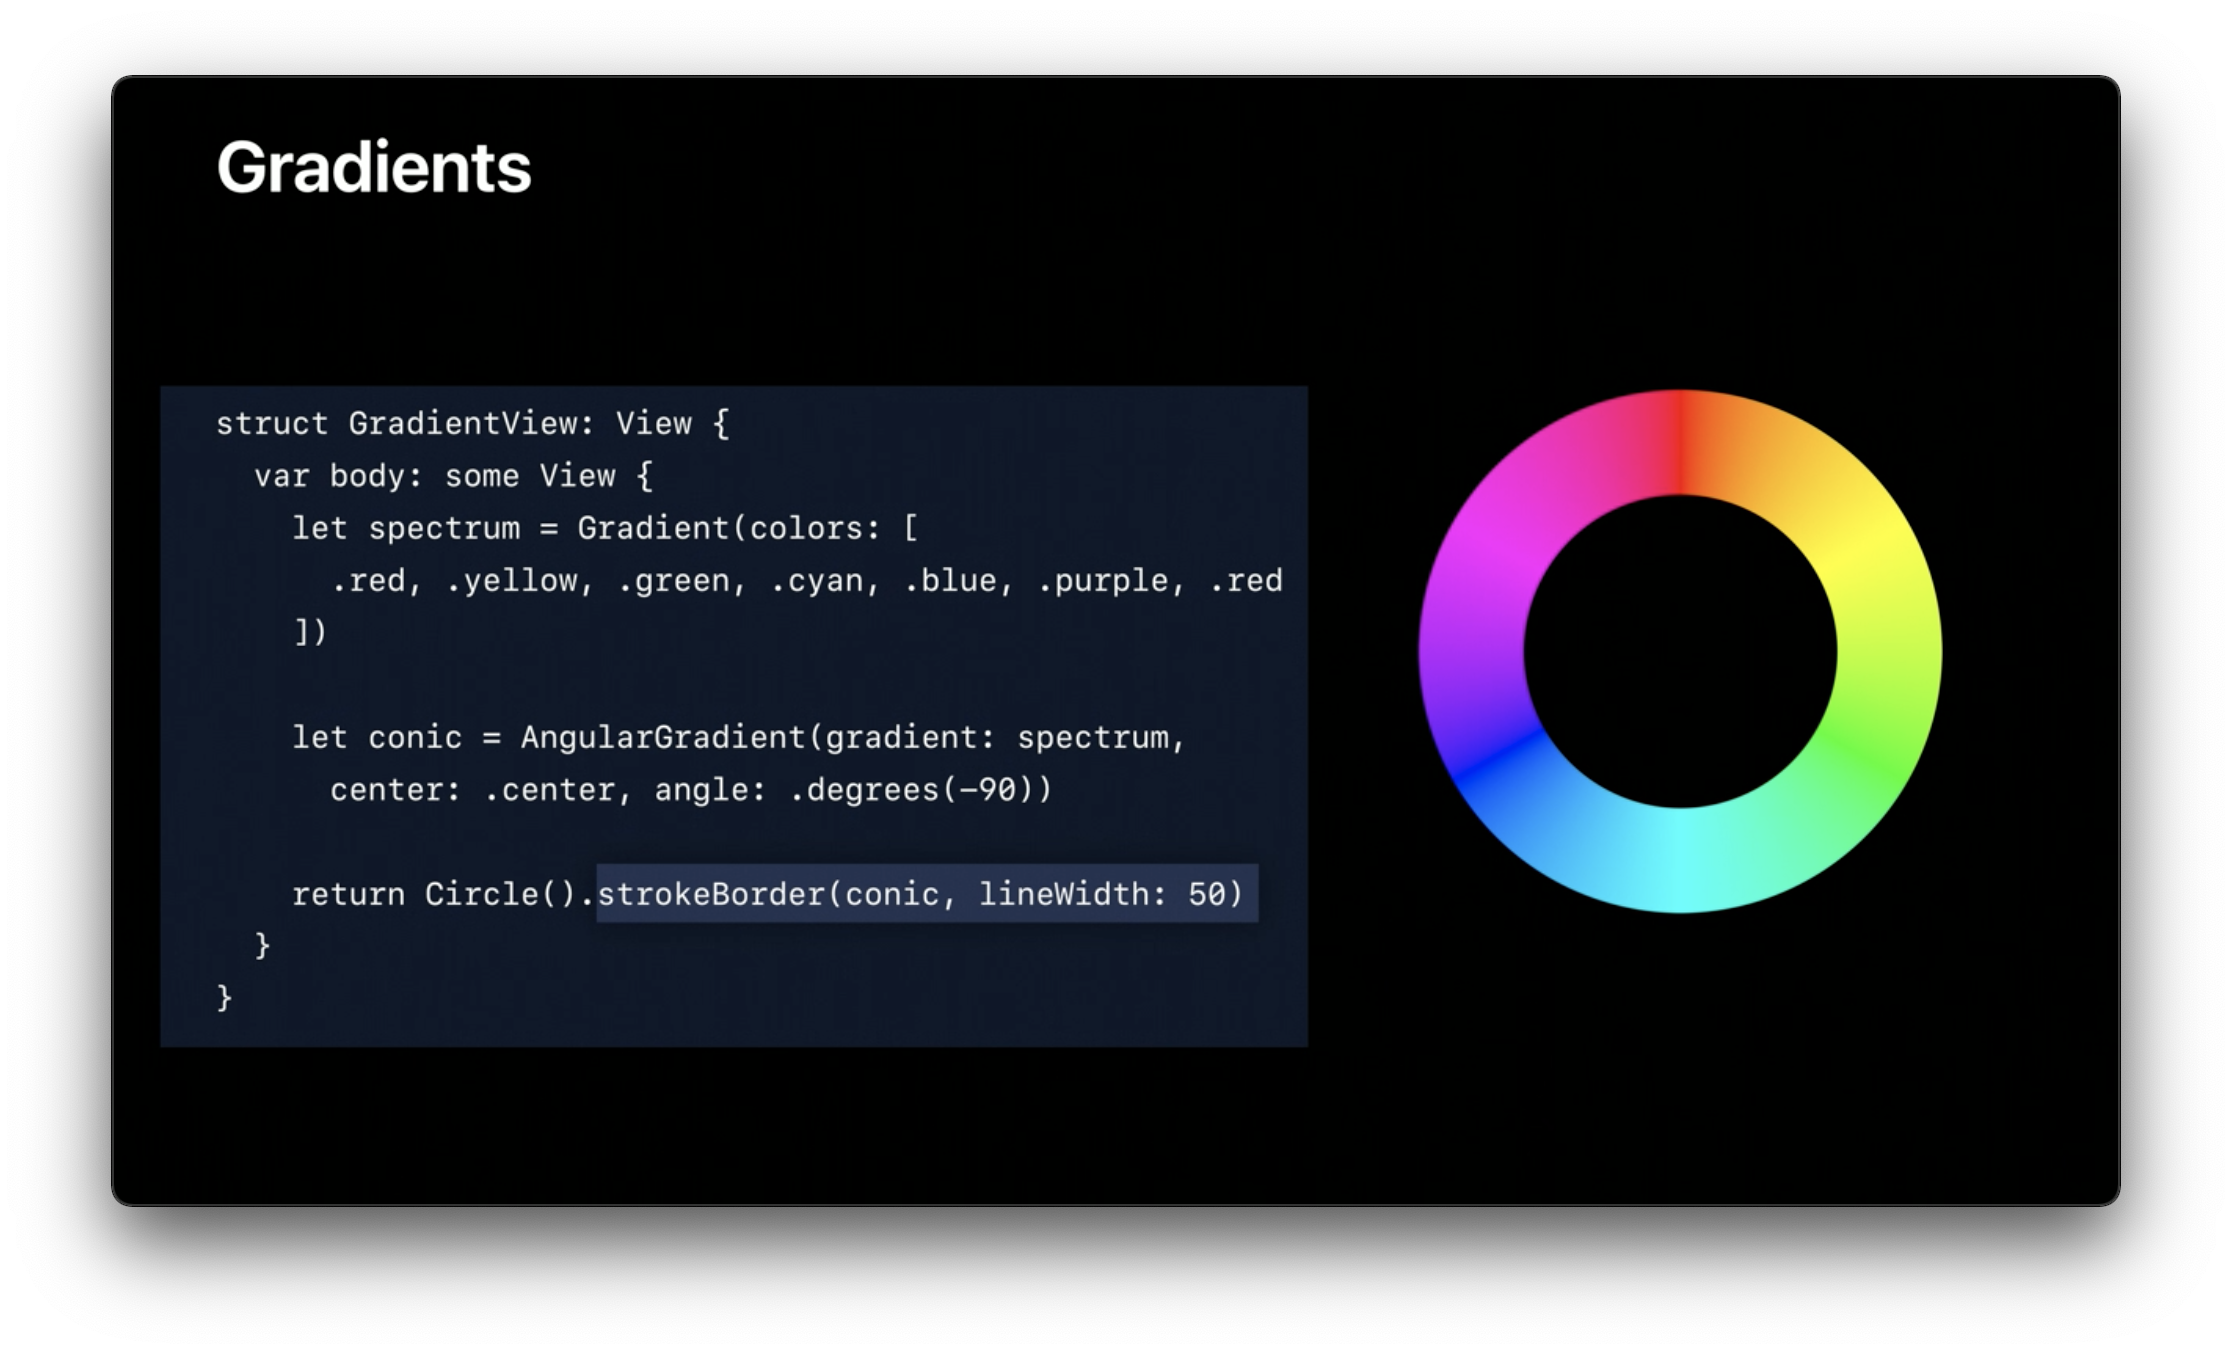 Gradients
struct GradientView: View {
var body: some View {
let spectrum = Gradient(colors: [
.red, .yellow, .green, .cyan, .blue, .purple, .red
])
let conic = AngularGradient(gradient: spectrum,
center: .center, angle: .degrees(−90))
return Circle().strokeBorder(conic, lineWidth: 50)
}
}